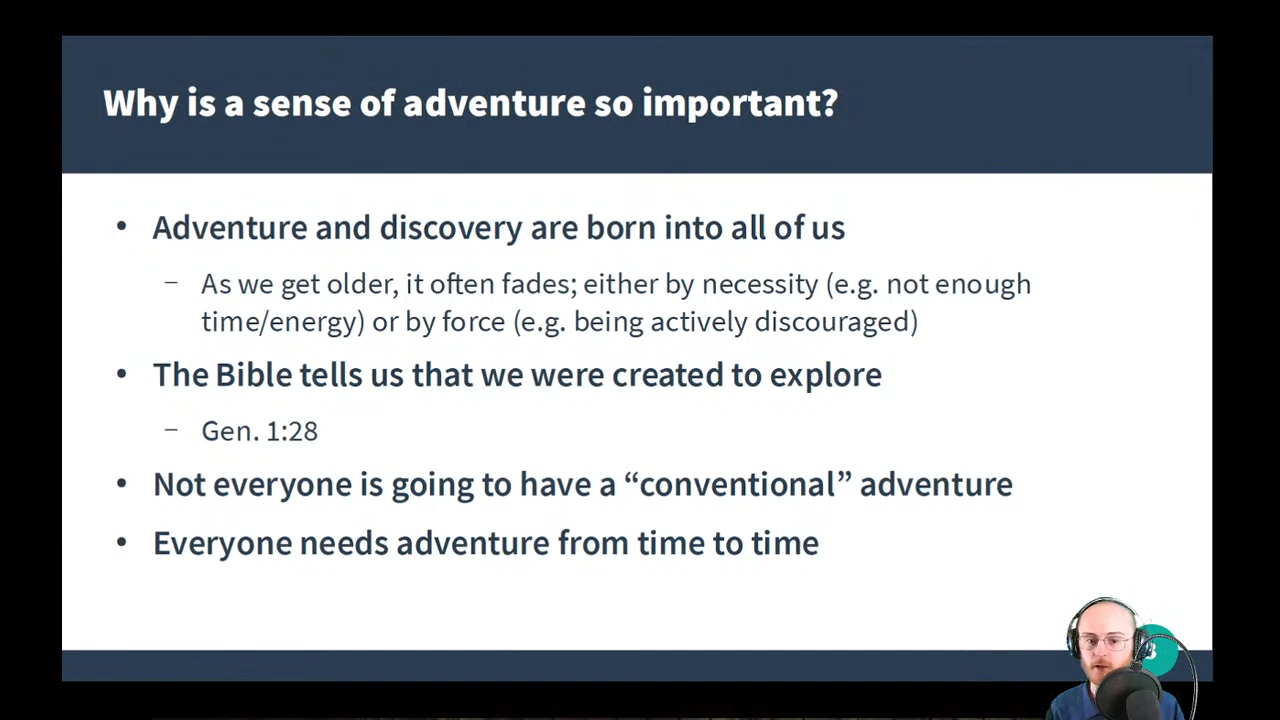 Why is a sense of adventure so important?
• Adventure and discovery are born into all of us
– As we get older, it often fades; either by necessity (e.g. not enough
time/energy) or by force (e.g. being actively discouraged)
• The Bible tells us that we were created to explore
– Gen. 1:28
• Not everyone is going to have a “conventional” adventure
• Everyone needs adventure from time to time